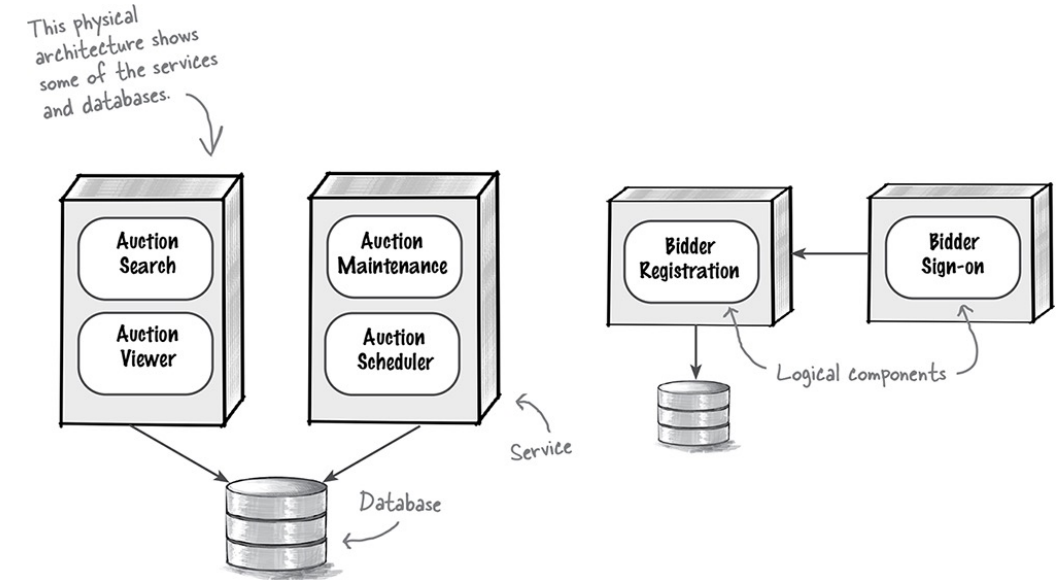 This physical
architecture shows
some of the services
and databases.
Auction
Search
Auction
Viewer
Auction
Maintenance
Auction
Scheduler
Bidder
Registration
Bidder
Sign-on
Logical components
Service
Database